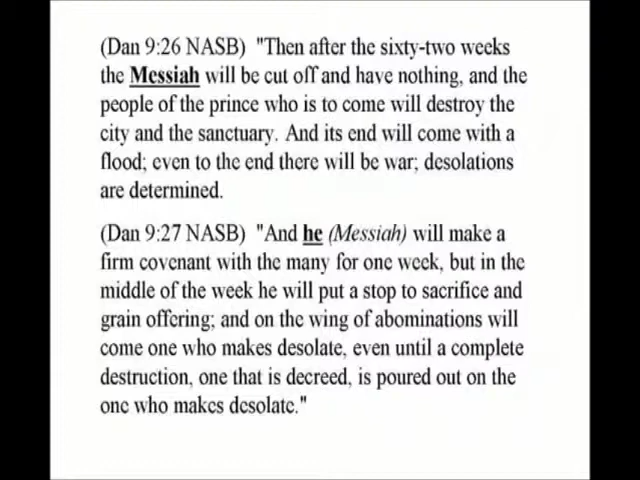 (Dan 9:26 NASB)  "Then after the sixty-two weeks
the Messiah will be cut off and have nothing, and the
people of the prince who is to come will destroy the
city and the sanctuary.  And its end will come with a
flood; even to the end there will be war; desolations
are determined.
(Dan 9:27 NASB)  "And he (Messiah) will make a
firm covenant with the many for one week, but in the
middle of the week he will put a stop to sacrifice and
grain offering; and on the wing of abominations will
come one who makes desolate, even until a complete
destruction, one that is decreed, is poured out on the
one who makes desolate."